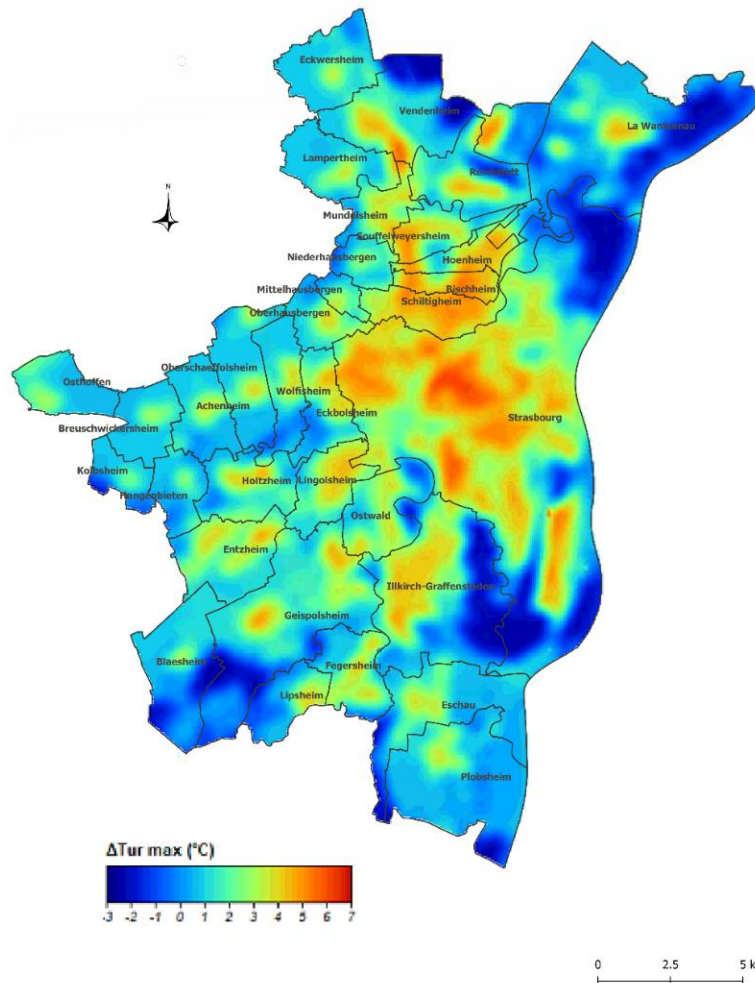 Eckwersheim
Vendenheim
La Wantzenau
Lampertheim
Reichstett
Mundelsheim
Souffelweyersheim
Niederhausbergen
Hoenheim
Mittelhausbergen
Bischheim
Schiltigheim
Oberhausbergen
Oberschaeffolsheim
Osthoffen
Wolfisheim
Achenheim
Eckbolsheim
Strasbourg
Breuschwickersheim
Kolbsheim
Hangenbieten
Holtzheim
Lingolsheim
Ostwald
Entzheim
Illkirch-Graffenstaden
Geispolsheim
Blaesheim
Fegersheim
Lipsheim
Eschau
Plobsheim
N
ΔTur max (°C)
-3 -2 -1 0 1 2 3 4 5 6 7
0 2.5 5 k